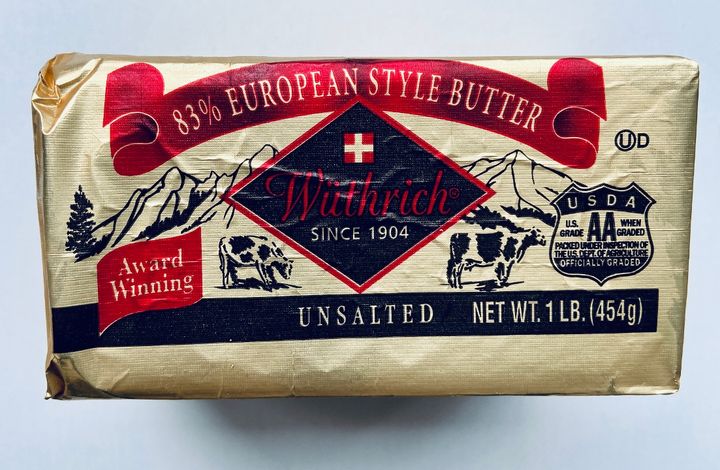 83% EUROPEAN STYLE BUTTER
Wüthrich®
SINCE 1904
Award
Winning
UNSALTED
NET WT. 1 LB. (454g)
ⓊD
USDA
U.S. GRADE AA WHEN GRADED
PACKED UNDER INSPECTION OF
THE U.S. DEPT. OF AGRICULTURE
OFFICIALLY GRADED